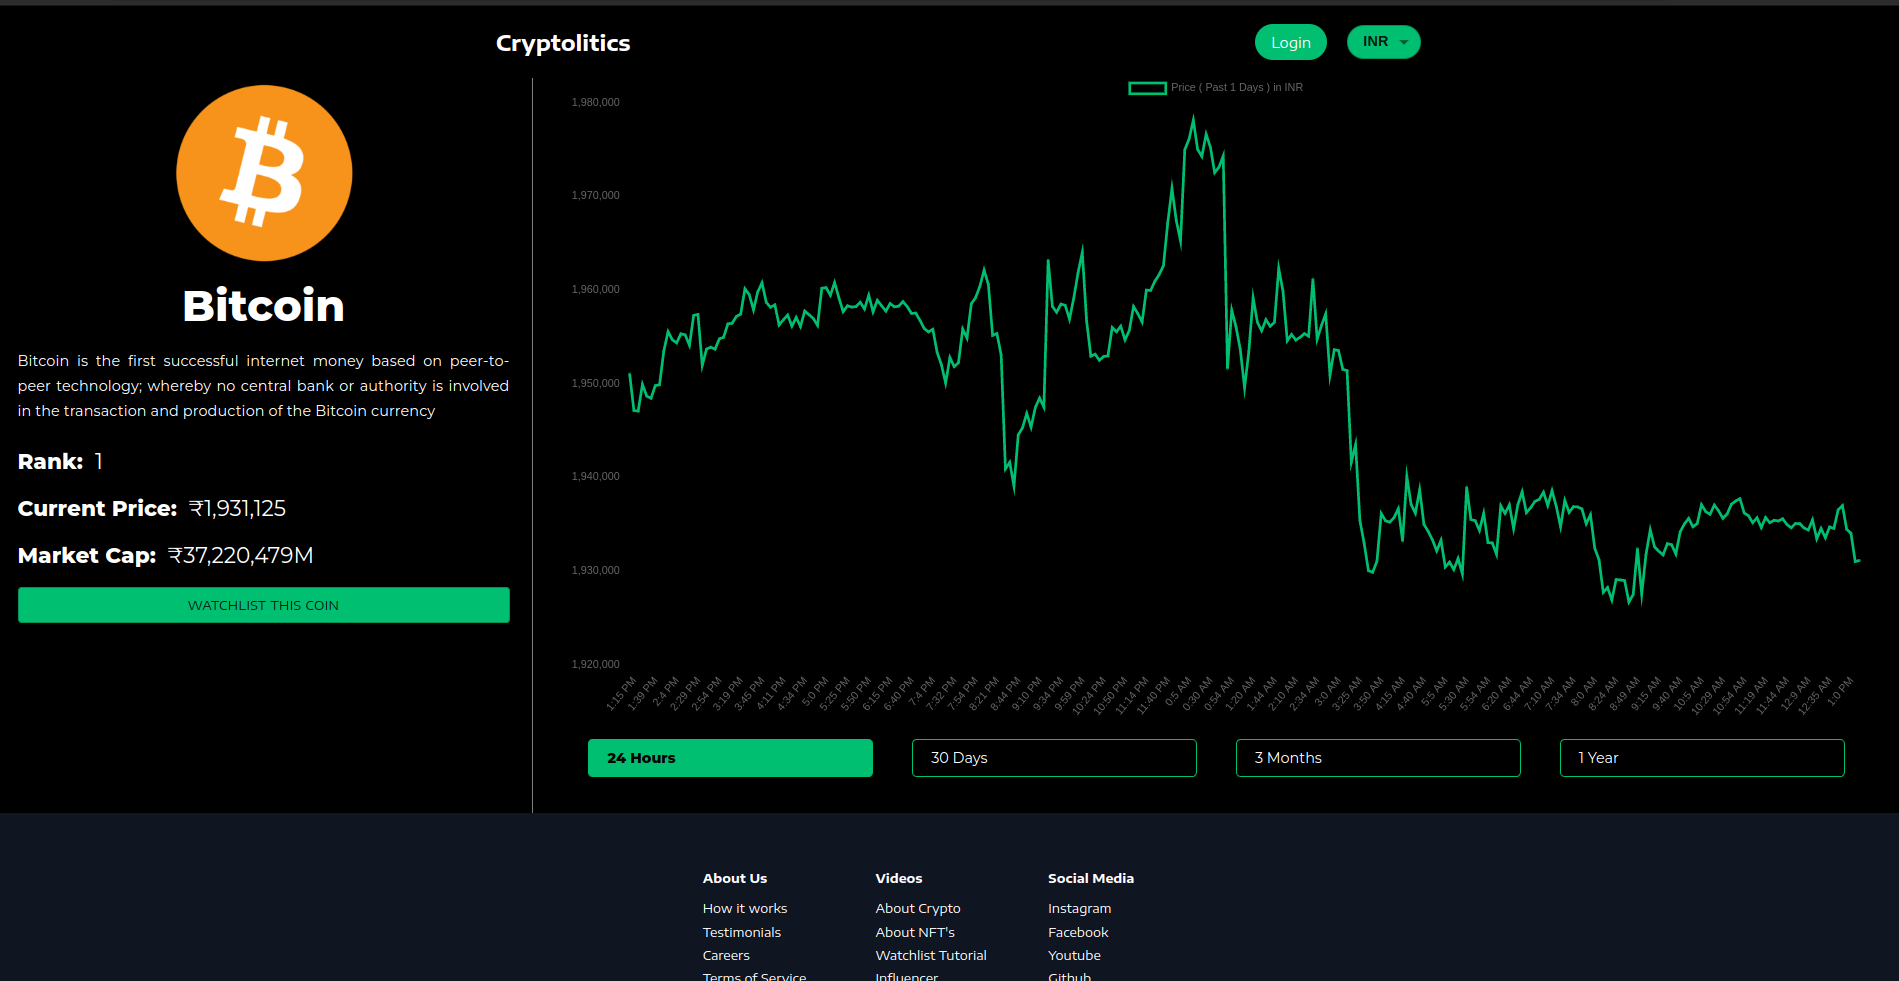 Cryptolitics
Login
INR
Bitcoin
Bitcoin is the first successful internet money based on peer-to-
peer technology; whereby no central bank or authority is involved
in the transaction and production of the Bitcoin currency
Rank: 1
Current Price: ₹1,931,125
Market Cap: ₹37,220,479M
WATCHLIST THIS COIN
Price ( Past 1 Days ) in INR
1,980,000
1,970,000
1,960,000
1,950,000
1,940,000
1,930,000
1,920,000
1:15 PM
1:39 PM
2:4 PM
2:29 PM
2:54 PM
3:19 PM
3:45 PM
4:11 PM
4:34 PM
5:0 PM
5:25 PM
5:50 PM
6:15 PM
6:40 PM
7:4 PM
7:32 PM
7:54 PM
8:21 PM
8:44 PM
9:10 PM
9:34 PM
9:59 PM
10:24 PM
10:50 PM
11:14 PM
11:40 PM
0:5 AM
0:30 AM
0:54 AM
1:20 AM
1:44 AM
2:10 AM
2:34 AM
3:0 AM
3:25 AM
3:50 AM
4:15 AM
4:40 AM
5:5 AM
5:30 AM
5:54 AM
6:20 AM
6:44 AM
7:10 AM
7:34 AM
8:0 AM
8:24 AM
8:49 AM
9:15 AM
9:40 AM
10:5 AM
10:29 AM
10:54 AM
11:19 AM
11:44 AM
12:9 AM
12:35 AM
1:0 PM
24 Hours
30 Days
3 Months
1 Year
About Us
How it works
Testimonials
Careers
Terms of Service
Videos
About Crypto
About NFT's
Watchlist Tutorial
Influencer
Social Media
Instagram
Facebook
Youtube
Github